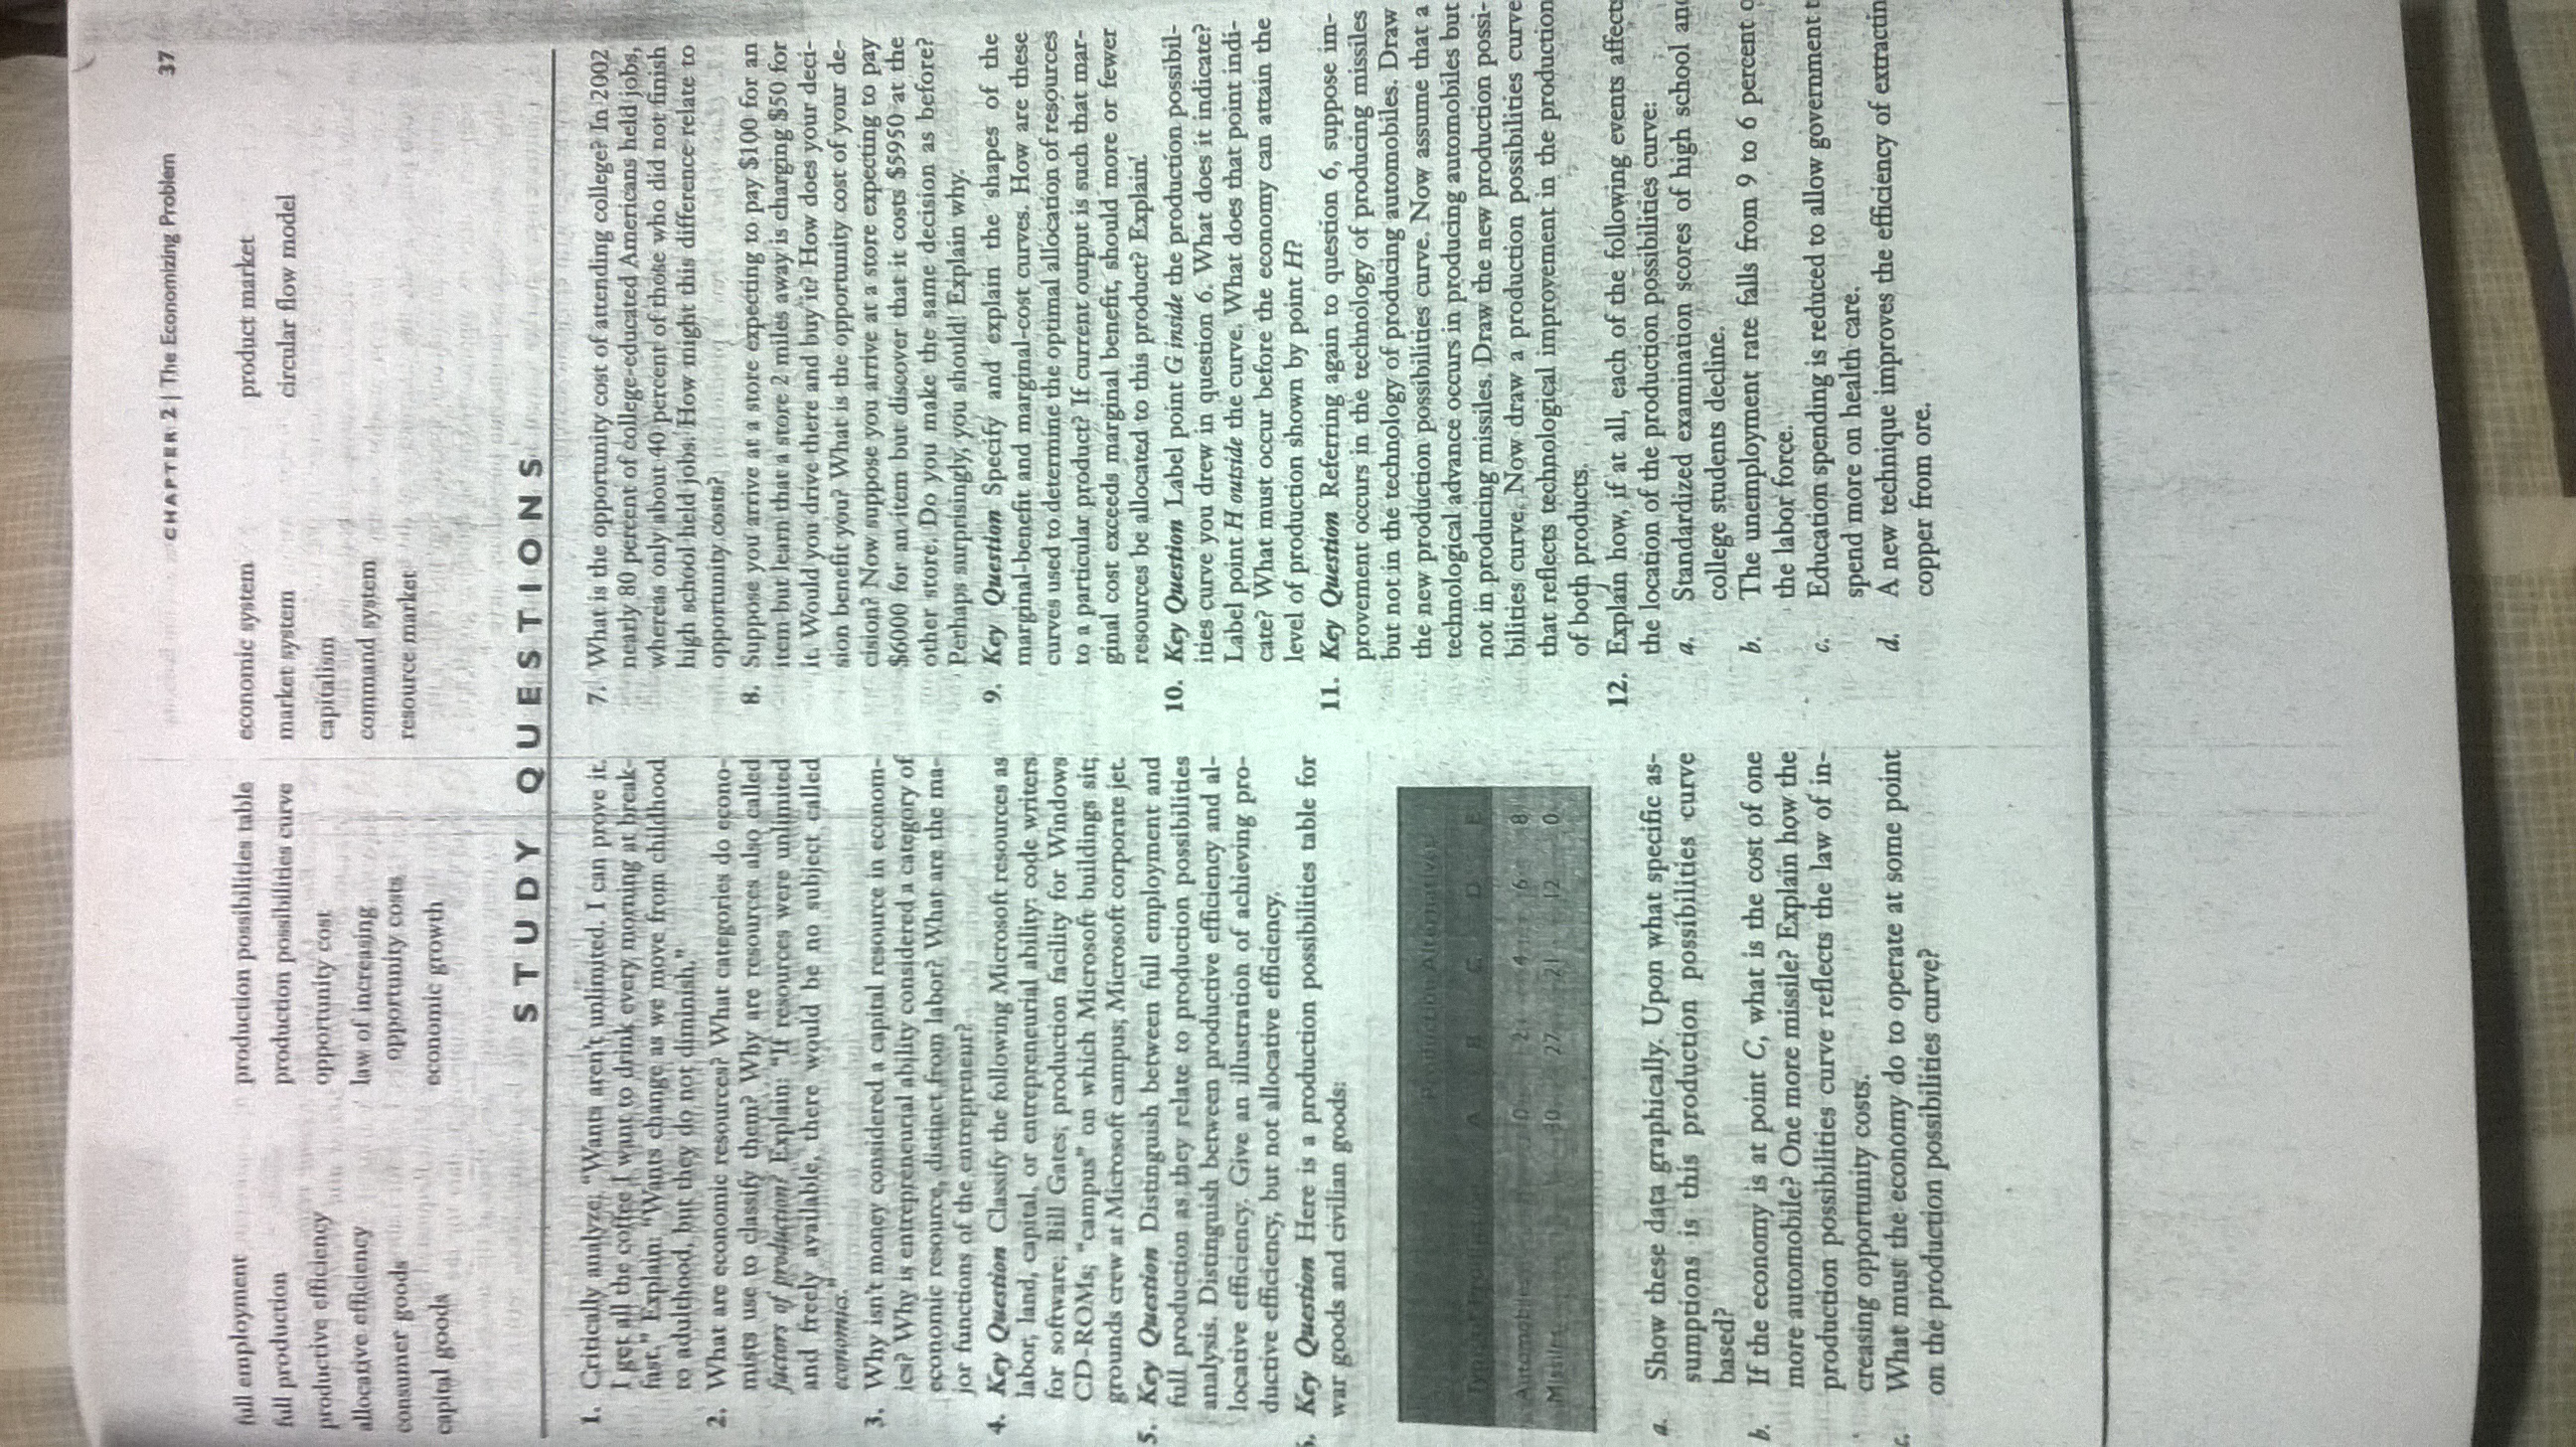 CHAPTER 2 | The Economizing Problem 37
full employment
full production
productive efficiency
allocative efficiency
consumer goods
capital goods
production possibilities table
production possibilities curve
opportunity cost
law of increasing
opportunity costs
economic growth
economic system
market system
capitalism
command system
resource market
product market
circular flow model
STUDY QUESTIONS
1. Critically analyze: "Wants aren't unlimited. I can prove it.
I get all the coffee I want to drink every morning at break-
fast." Explain: "Wants change as we move from childhood
to adulthood, but they do not diminish."
2. What are economic resources? What categories do econo-
mists use to classify them? Why are resources also called
factors of production? Explain: "If resources were unlimited
and freely available, there would be no subject called
economics."
3. Why isn't money considered a capital resource in econom-
ics? Why is entrepreneurial ability considered a category of
economic resource, distinct from labor? What are the ma-
jor functions of the entrepreneur?
4. Key Question Classify the following Microsoft resources as
labor, land, capital, or entrepreneurial ability: code writers
for software; Bill Gates; production facility for Windows
CD-ROMs; "campus" on which Microsoft buildings sit;
grounds crew at Microsoft campus; Microsoft corporate jet.
5. Key Question Distinguish between full employment and
full production as they relate to production possibilities
analysis. Distinguish between productive efficiency and al-
locative efficiency. Give an illustration of achieving pro-
ductive efficiency, but not allocative efficiency.
6. Key Question Here is a production possibilities table for
war goods and civilian goods:
Production Alternatives
Type of Production A B C D E
Automobiles 0 2 4 6 8
Missiles 30 27 21 12 0
a. Show these data graphically. Upon what specific as-
sumptions is this production possibilities curve
based?
b. If the economy is at point C, what is the cost of one
more automobile? One more missile? Explain how the
production possibilities curve reflects the law of in-
creasing opportunity costs.
c. What must the economy do to operate at some point
on the production possibilities curve?
7. What is the opportunity cost of attending college? In 2002
nearly 80 percent of college-educated Americans held jobs,
whereas only about 40 percent of those who did not finish
high school held jobs. How might this difference relate to
opportunity costs?
8. Suppose you arrive at a store expecting to pay $100 for an
item but learn that a store 2 miles away is charging $50 for
it. Would you drive there and buy it? How does your deci-
sion benefit you? What is the opportunity cost of your de-
cision? Now suppose you arrive at a store expecting to pay
$6000 for an item but discover that it costs $5950 at the
other store. Do you make the same decision as before?
Perhaps surprisingly, you should! Explain why.
9. Key Question Specify and explain the shapes of the
marginal-benefit and marginal-cost curves. How are these
curves used to determine the optimal allocation of resources
to a particular product? If current output is such that mar-
ginal cost exceeds marginal benefit, should more or fewer
resources be allocated to this product? Explain.
10. Key Question Label point G inside the production possibil-
ities curve you drew in question 6. What does it indicate?
Label point H outside the curve. What does that point indi-
cate? What must occur before the economy can attain the
level of production shown by point H?
11. Key Question Referring again to question 6, suppose im-
provement occurs in the technology of producing missiles
but not in the technology of producing automobiles. Draw
the new production possibilities curve. Now assume that a
technological advance occurs in producing automobiles but
not in producing missiles. Draw the new production possi-
bilities curve. Now draw a production possibilities curve
that reflects technological improvement in the production
of both products.
12. Explain how, if at all, each of the following events affects
the location of the production possibilities curve:
a. Standardized examination scores of high school and
college students decline.
b. The unemployment rate falls from 9 to 6 percent o
the labor force.
c. Education spending is reduced to allow government t
spend more on health care.
d. A new technique improves the efficiency of extractin
copper from ore.